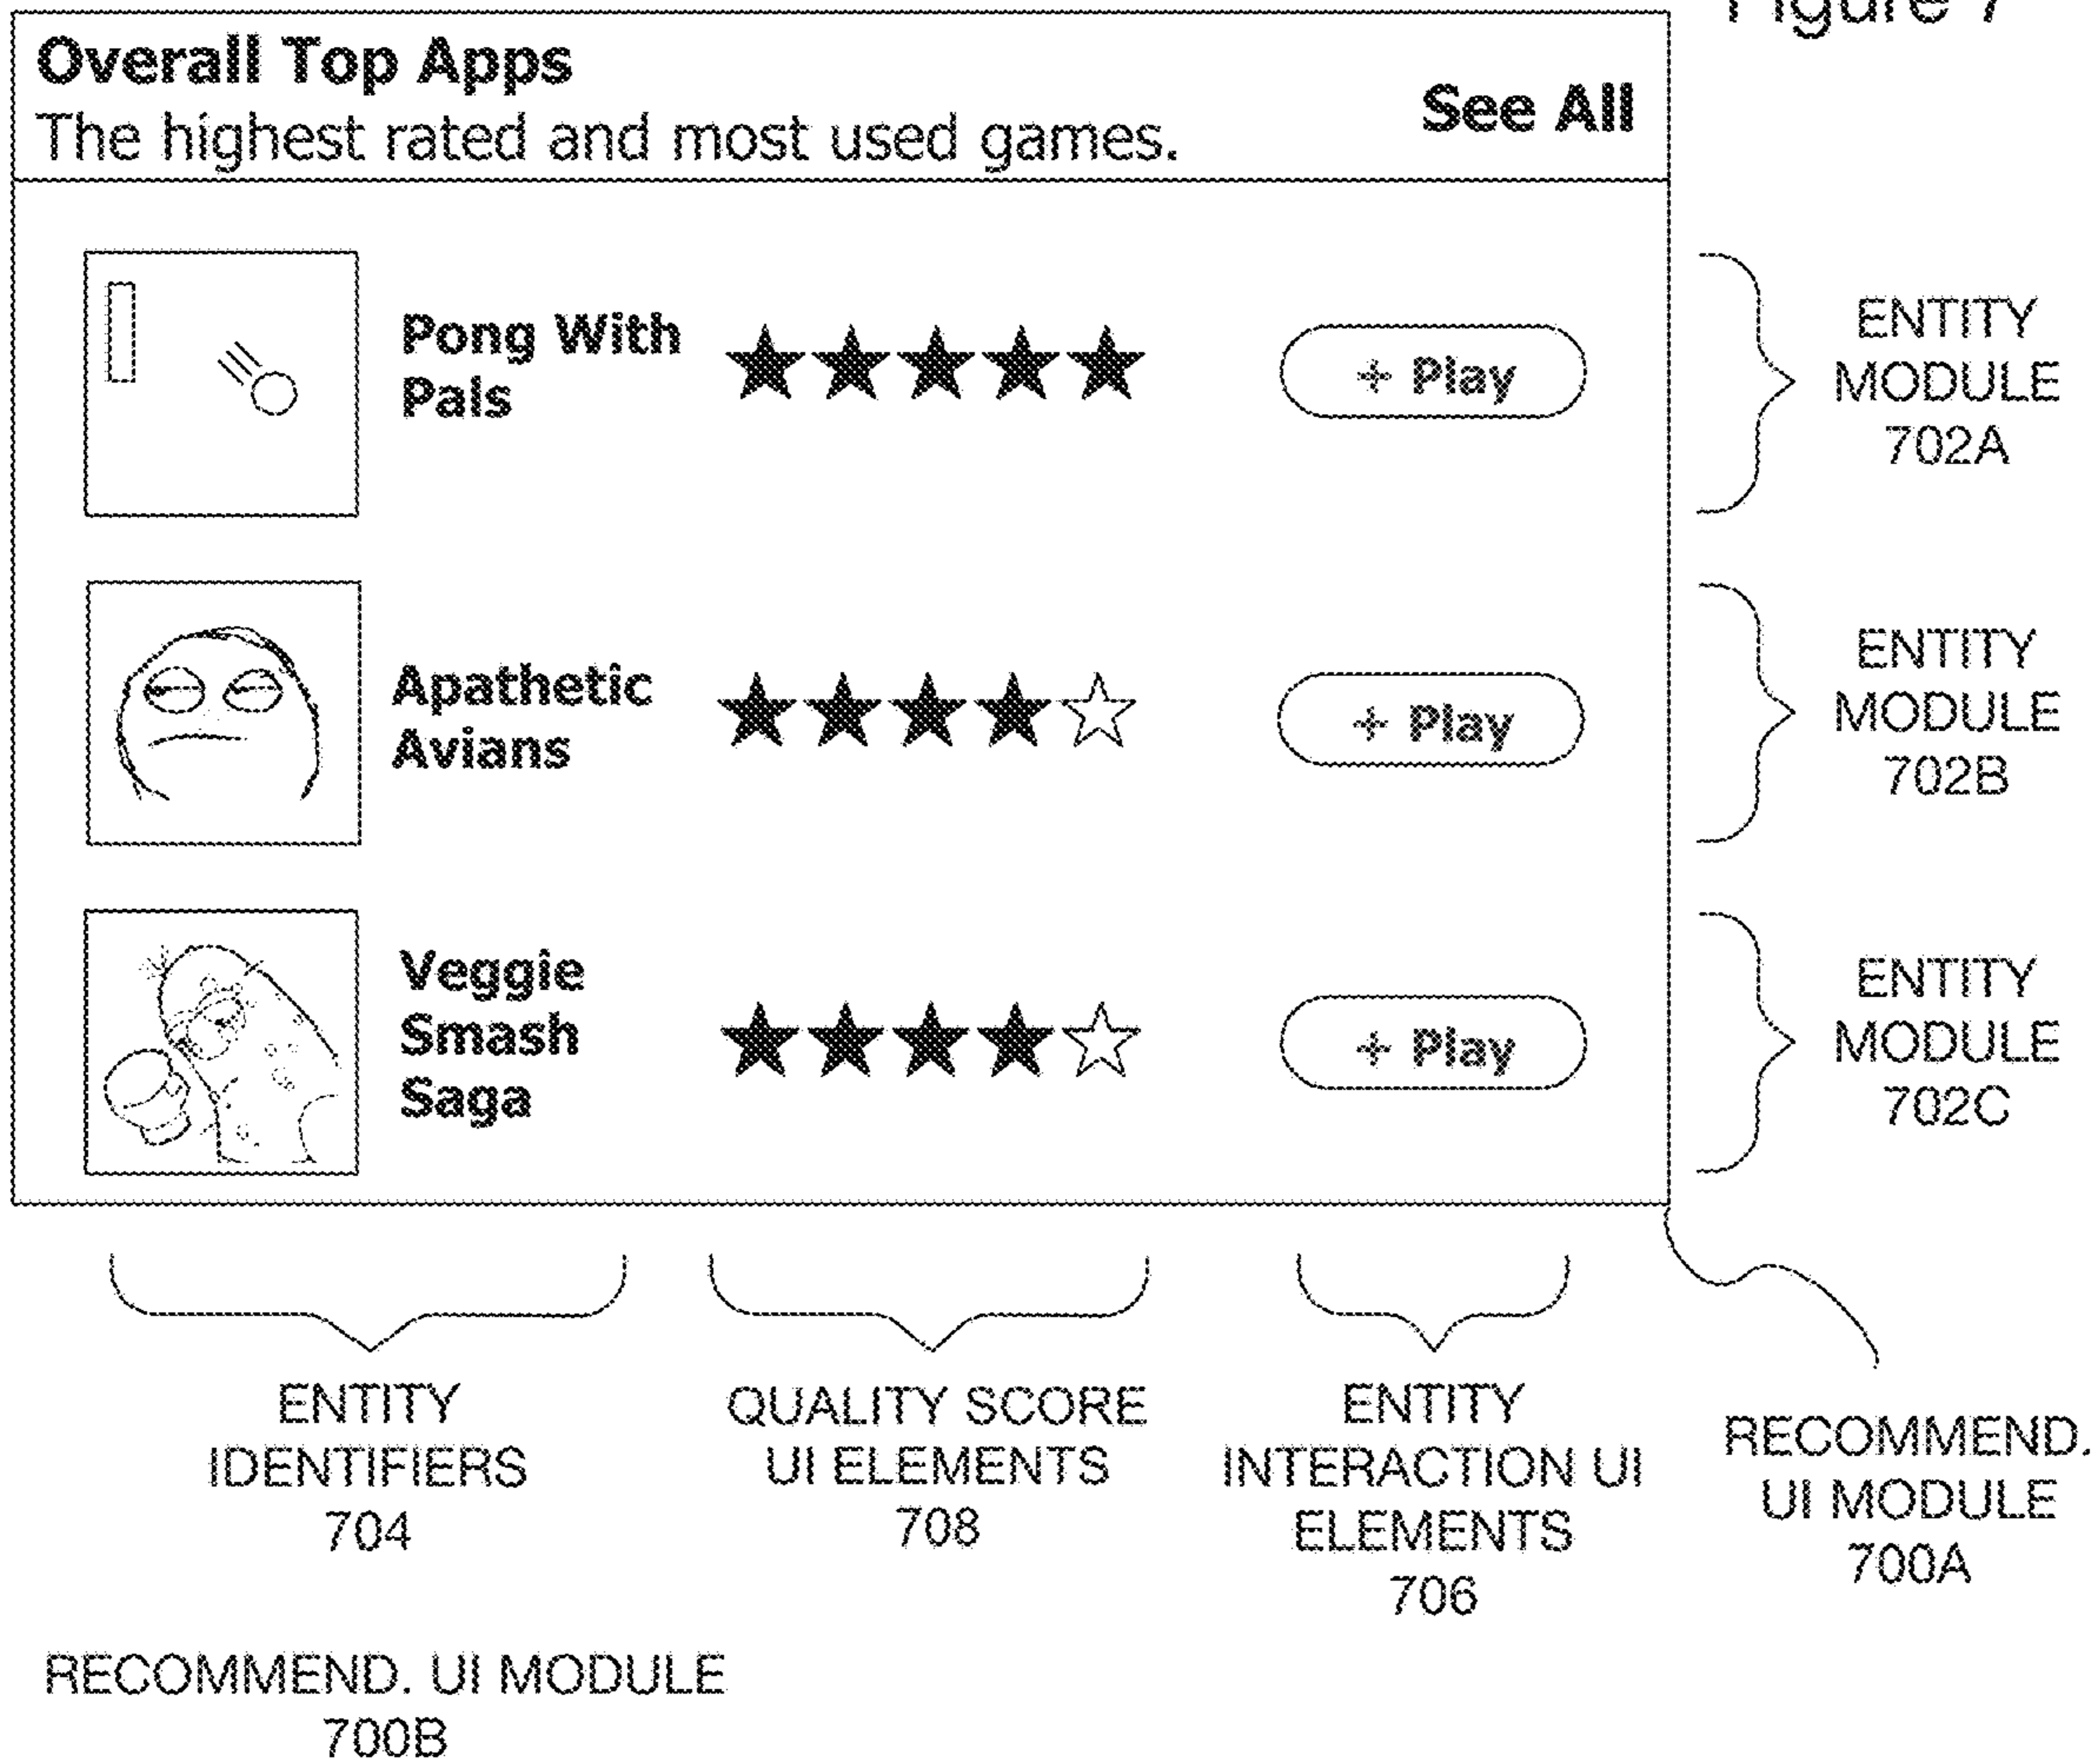 Figure 7
Overall Top Apps
The highest rated and most used games.
See All
Pong With
Pals
+ Play
ENTITY
MODULE
702A
Apathetic
Avians
+ Play
ENTITY
MODULE
702B
Veggie
Smash
Saga
+ Play
ENTITY
MODULE
702C
ENTITY
IDENTIFIERS
704
QUALITY SCORE
UI ELEMENTS
708
ENTITY
INTERACTION UI
ELEMENTS
706
RECOMMEND.
UI MODULE
700A
RECOMMEND. UI MODULE
700B